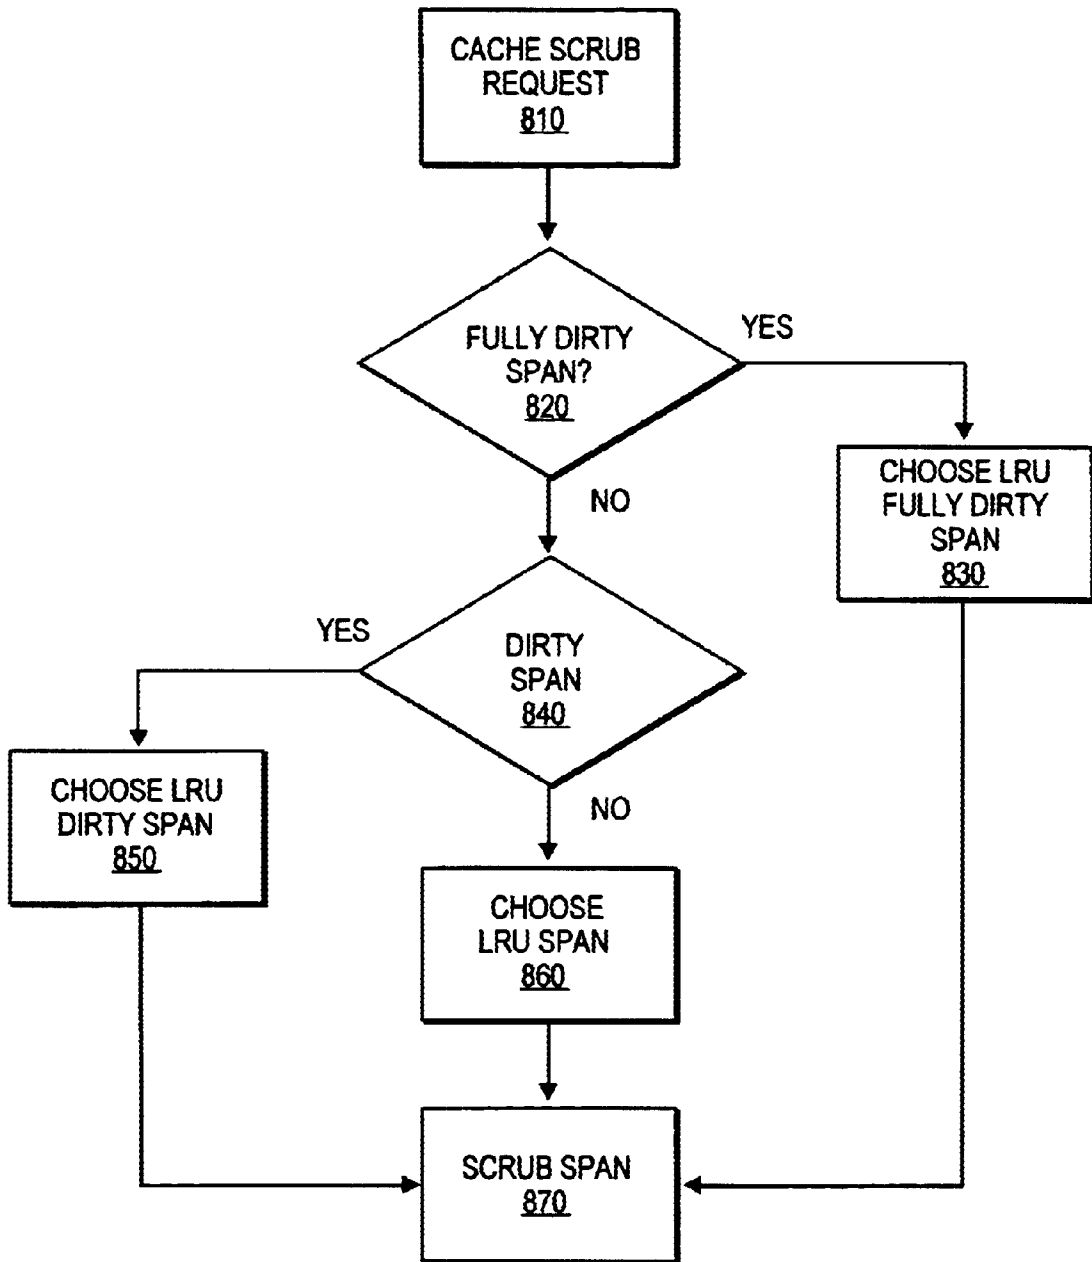 CACHE SCRUB
REQUEST
810
FULLY DIRTY
SPAN?
820
YES
CHOOSE LRU
FULLY DIRTY
SPAN
830
NO
DIRTY
SPAN
840
YES
CHOOSE LRU
DIRTY SPAN
850
NO
CHOOSE
LRU SPAN
860
SCRUB SPAN
870